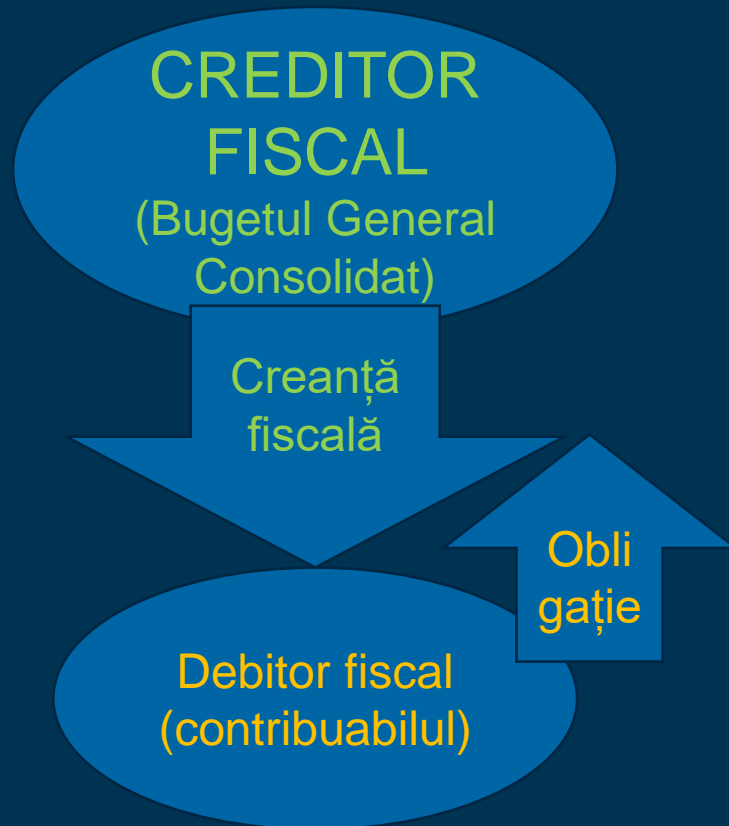 CREDITOR
FISCAL
(Bugetul General
Consolidat)
Creanță
fiscală
Obli
gație
Debitor fiscal
(contribuabilul)